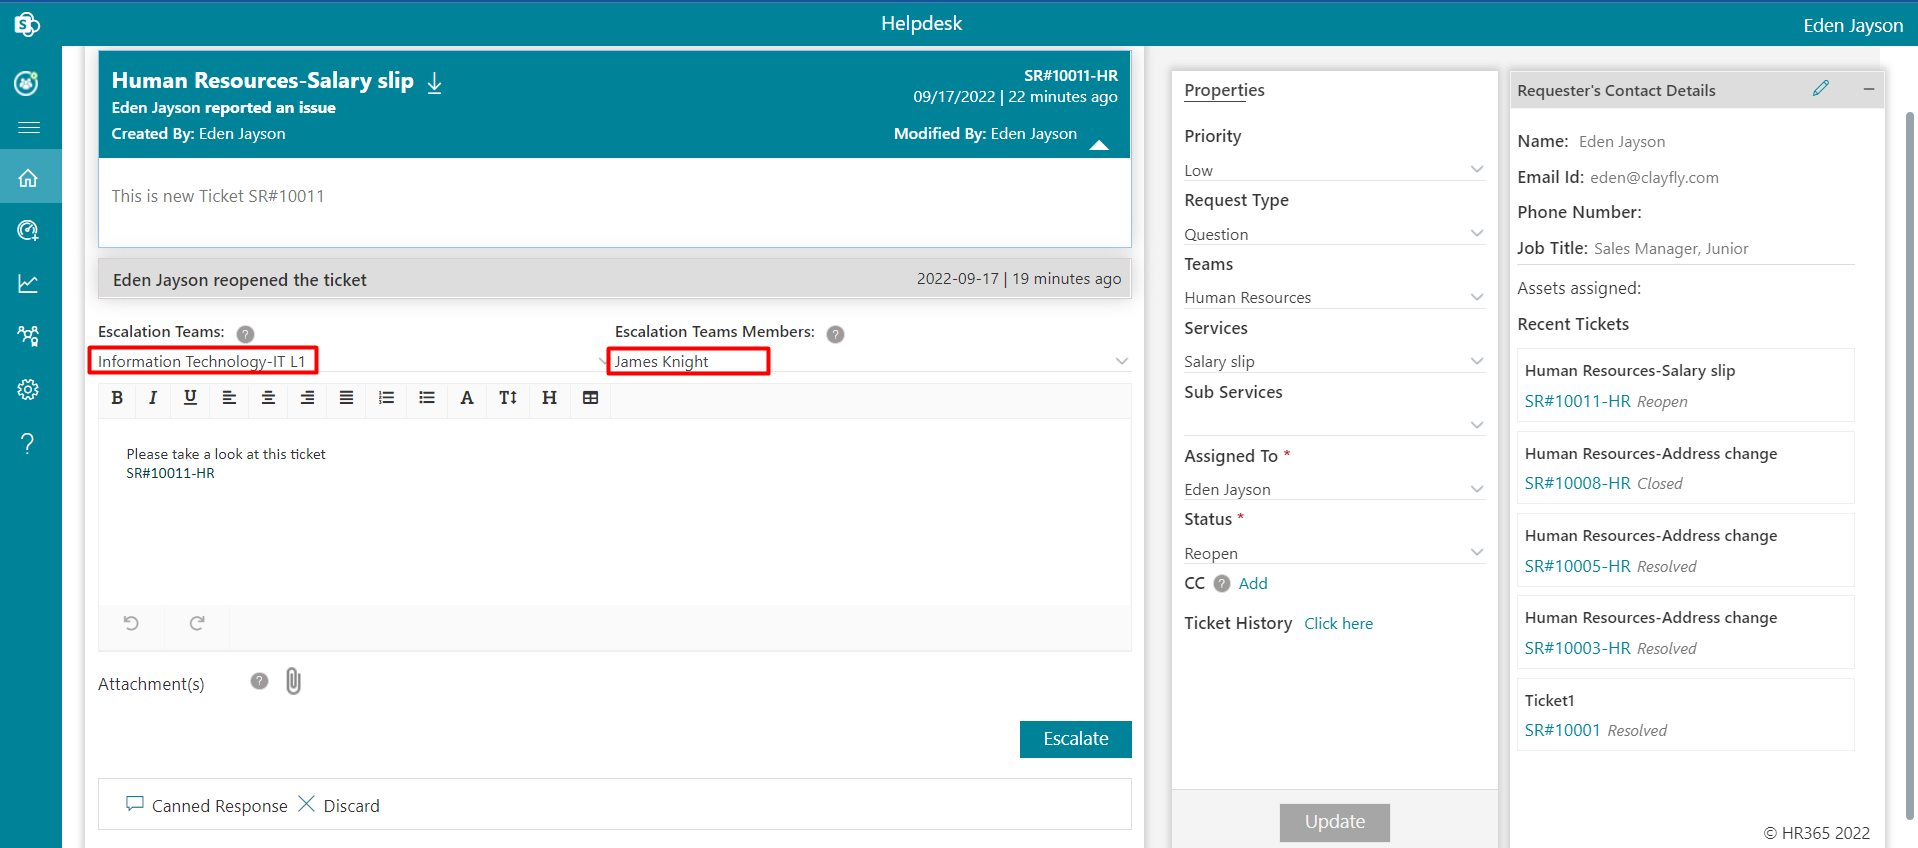 Helpdesk
Eden Jayson
Human Resources-Salary slip
SR#10011-HR
Eden Jayson reported an issue
09/17/2022 | 22 minutes ago
Created By: Eden Jayson
Modified By: Eden Jayson
This is new Ticket SR#10011
Eden Jayson reopened the ticket
2022-09-17 | 19 minutes ago
Escalation Teams: ?
Escalation Teams Members: ?
Information Technology-IT L1
James Knight
B I U A T H
Please take a look at this ticket
SR#10011-HR
Attachment(s) ?
Escalate
Canned Response Discard
Properties
Priority
Low
Request Type
Question
Teams
Human Resources
Services
Salary slip
Sub Services
Assigned To *
Eden Jayson
Status *
Reopen
CC ? Add
Ticket History Click here
Update
Requester's Contact Details
Name: Eden Jayson
Email Id: eden@clayfly.com
Phone Number:
Job Title: Sales Manager, Junior
Assets assigned:
Recent Tickets
Human Resources-Salary slip
SR#10011-HR Reopen
Human Resources-Address change
SR#10008-HR Closed
Human Resources-Address change
SR#10005-HR Resolved
Human Resources-Address change
SR#10003-HR Resolved
Ticket1
SR#10001 Resolved
© HR365 2022